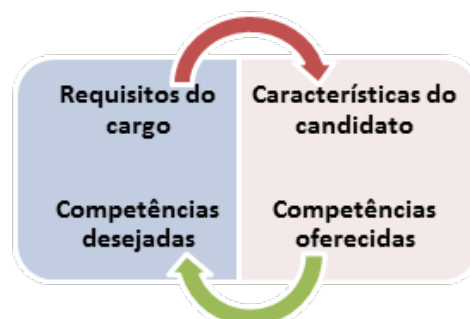 Requisitos do
cargo
Características do
candidato
Competências
desejadas
Competências
oferecidas